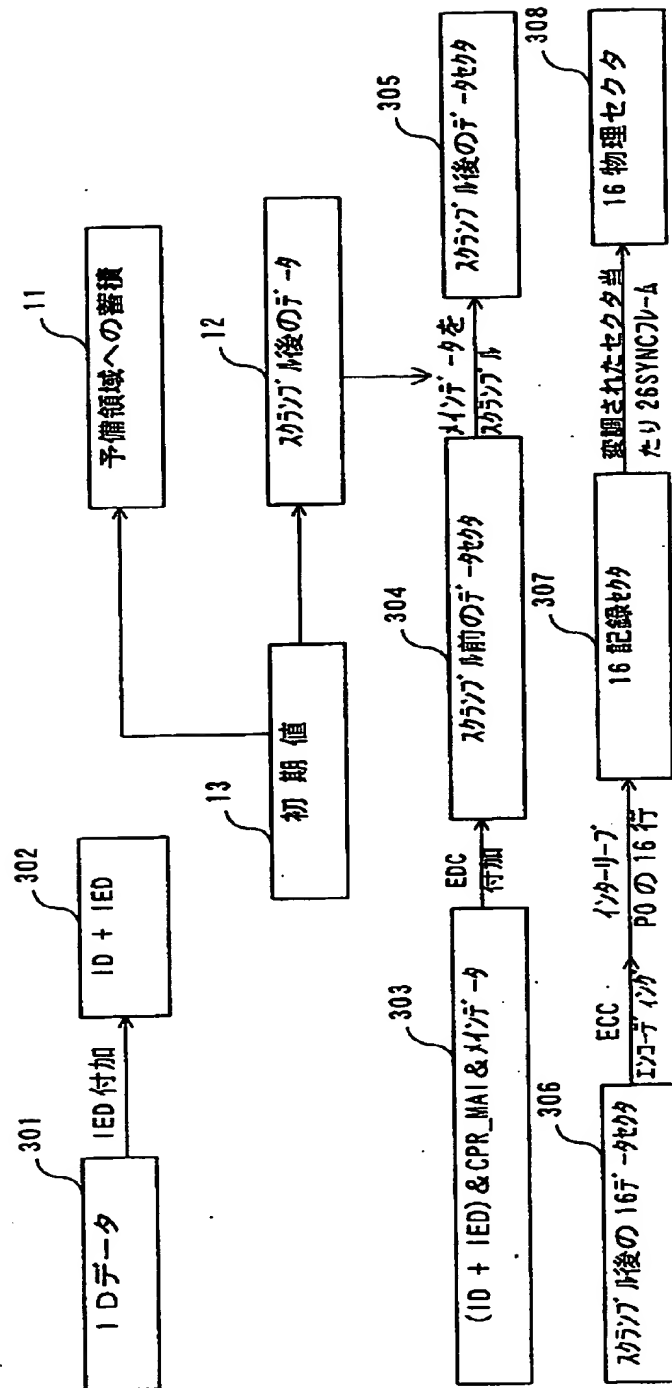 301
IDデータ
IED付加
302
ID + IED
13
初期値
11
予備領域への蓄積
12
スクランブル後のデータ
303
(ID + IED)&CPR_MAI&メインデータ
EDC
付加
304
スクランブル前のデータセクタ
メインデータを
スクランブル
305
スクランブル後のデータセクタ
306
スクランブル後の16データセクタ
ECC
エンコーディング
インターリーブ
POの16行
307
16記録セクタ
変調されたセクタ当
たり26SYNCフレーム
308
16物理セクタ